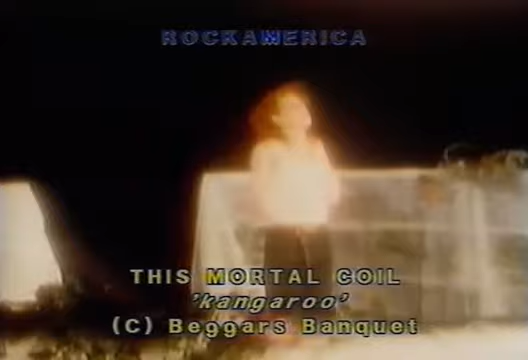 ROCKAMERICA
THIS MORTAL COIL
'kangaroo'
(C) Beggars Banquet